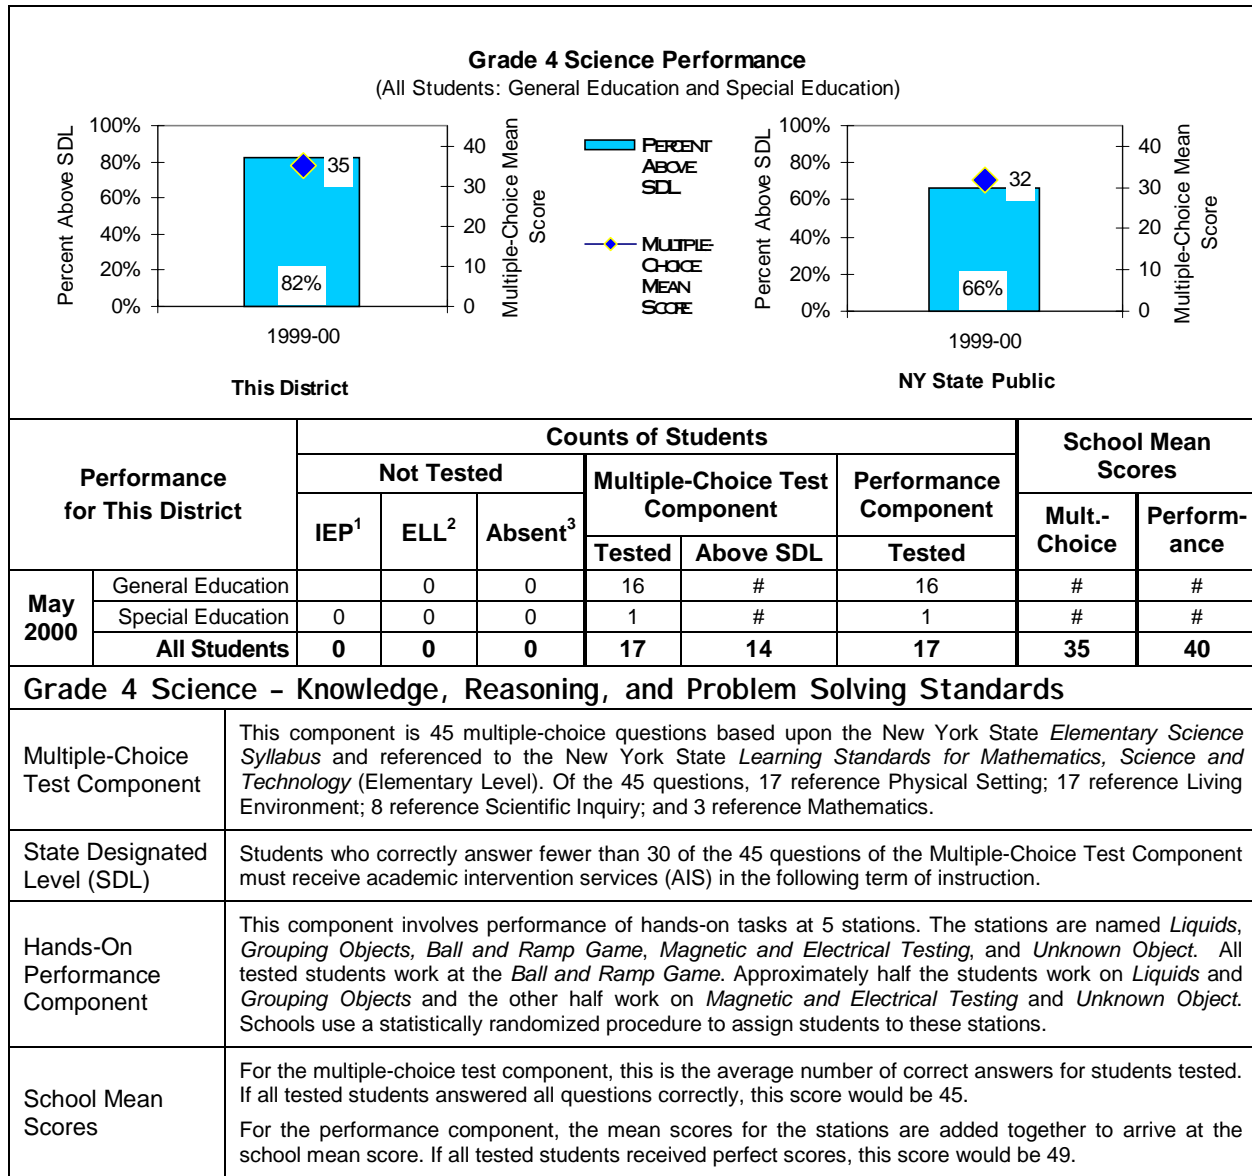 Grade 4 Science Performance
(All Students: General Education and Special Education)
Percent Above SDL
100%
80%
60%
40%
20%
0%
35
82%
40
30
20
10
0
Multiple-Choice Mean
Score
1999-00
This District
PERCENT
ABOVE
SDL
MULTIPLE-
CHOICE
MEAN
SCORE
Percent Above SDL
100%
80%
60%
40%
20%
0%
32
66%
40
30
20
10
0
Multiple-Choice Mean
Score
1999-00
NY State Public
Performance
for This District
Counts of Students
School Mean
Scores
Not Tested
Multiple-Choice Test
Component
Performance
Component
IEP1 ELL2 Absent3
Mult.-
Choice
Perform-
ance
Tested Above SDL Tested
May
2000
General Education 0 0 16 # 16 # #
Special Education 0 0 0 1 # 1 # #
All Students 0 0 0 17 14 17 35 40
Grade 4 Science – Knowledge, Reasoning, and Problem Solving Standards
Multiple-Choice
Test Component
This component is 45 multiple-choice questions based upon the New York State Elementary Science
Syllabus and referenced to the New York State Learning Standards for Mathematics, Science and
Technology (Elementary Level). Of the 45 questions, 17 reference Physical Setting; 17 reference Living
Environment; 8 reference Scientific Inquiry; and 3 reference Mathematics.
State Designated
Level (SDL)
Students who correctly answer fewer than 30 of the 45 questions of the Multiple-Choice Test Component
must receive academic intervention services (AIS) in the following term of instruction.
Hands-On
Performance
Component
This component involves performance of hands-on tasks at 5 stations. The stations are named Liquids,
Grouping Objects, Ball and Ramp Game, Magnetic and Electrical Testing, and Unknown Object. All
tested students work at the Ball and Ramp Game. Approximately half the students work on Liquids and
Grouping Objects and the other half work on Magnetic and Electrical Testing and Unknown Object.
Schools use a statistically randomized procedure to assign students to these stations.
School Mean
Scores
For the multiple-choice test component, this is the average number of correct answers for students tested.
If all tested students answered all questions correctly, this score would be 45.
For the performance component, the mean scores for the stations are added together to arrive at the
school mean score. If all tested students received perfect scores, this score would be 49.